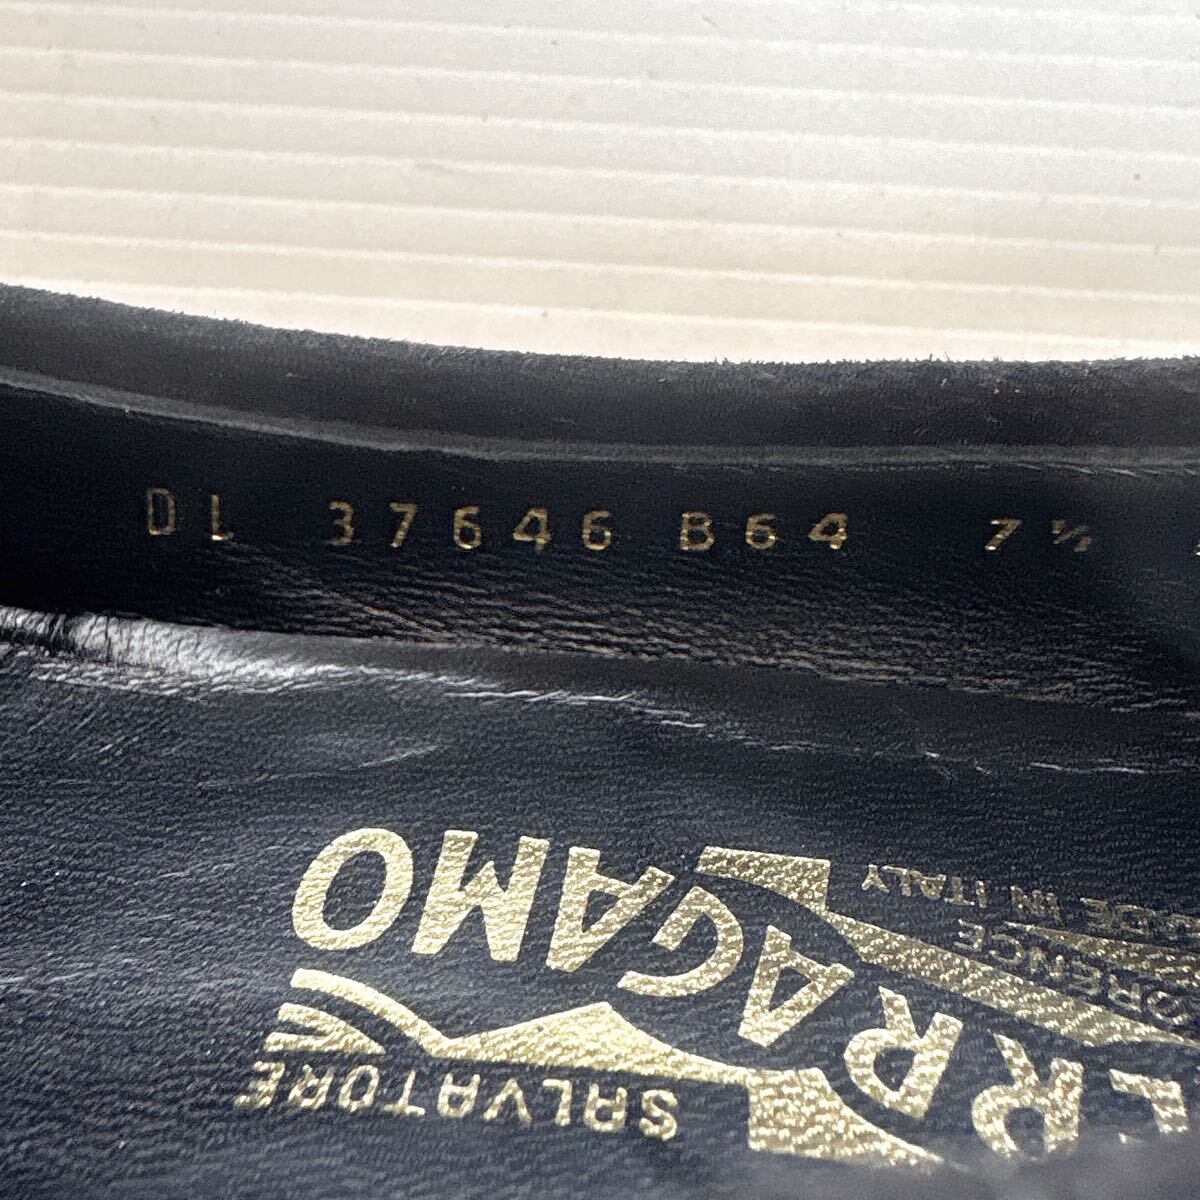 DL 37646 B64 7½
SALVATORE
FERRAGAMO
FLORENCE
MADE IN ITALY